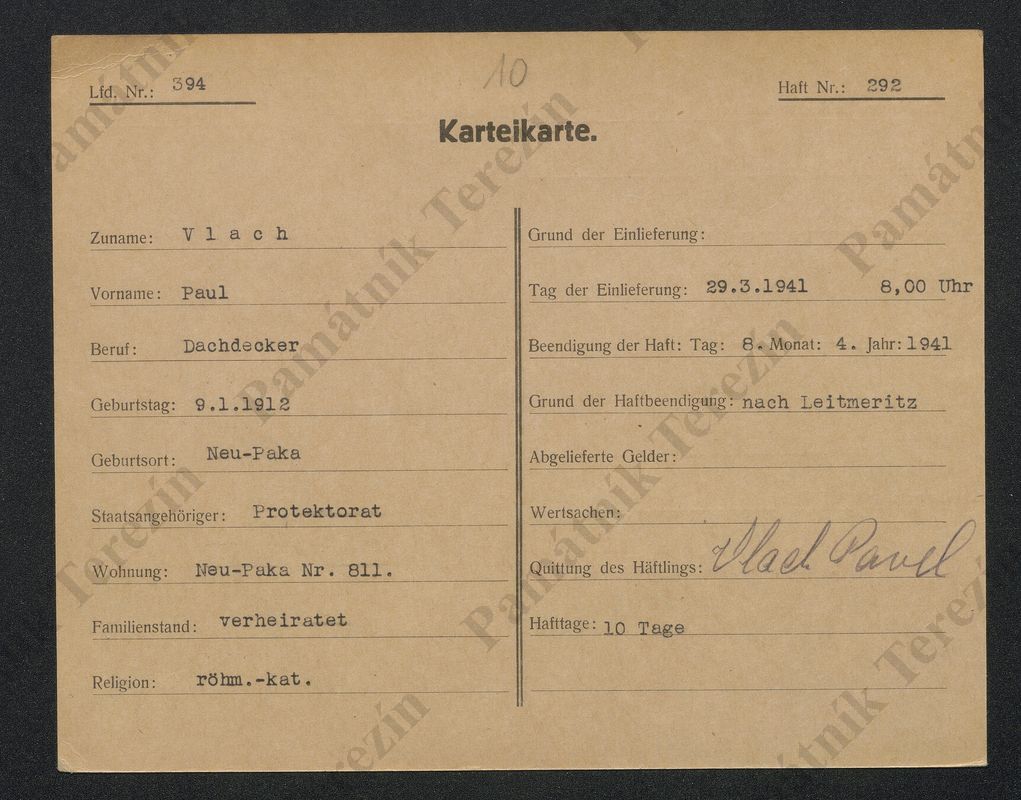 Lfd. Nr.: 394
10
Haft Nr.: 292
Karteikarte.
Zuname: Vlach
Vorname: Paul
Beruf: Dachdecker
Geburtstag: 9.1.1912
Geburtsort: Neu-Paka
Staatsangehöriger: Protektorat
Wohnung: Neu-Paka Nr. 811.
Familienstand: verheiratet
Religion: röhm.-kat.
Grund der Einlieferung:
Tag der Einlieferung: 29.3.1941 8,00 Uhr
Beendigung der Haft: Tag: 8. Monat: 4. Jahr: 1941
Grund der Haftbeendigung: nach Leitmeritz
Abgelieferte Gelder:
Wertsachen:
Quittung des Häftlings: Vlach Pavel
Hafttage: 10 Tage
Památník Terezín